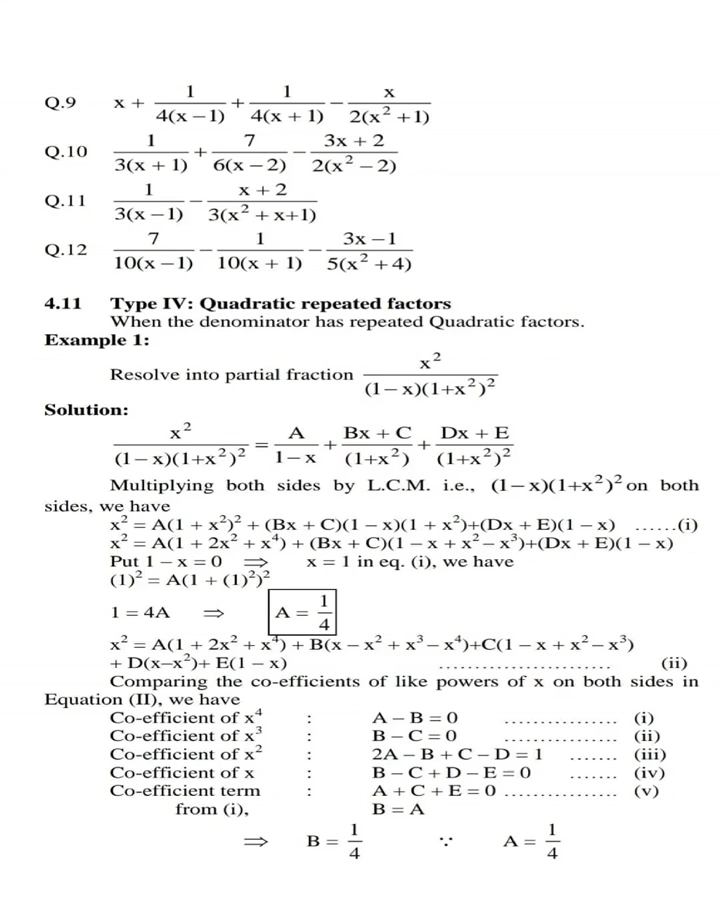 Q.9 x + 1/(4(x – 1)) + 1/(4(x + 1)) – x/(2(x² + 1))
Q.10 1/(3(x + 1)) + 7/(6(x – 2)) – (3x + 2)/(2(x² – 2))
Q.11 1/(3(x – 1)) – (x + 2)/(3(x² + x+1))
Q.12 7/(10(x – 1)) – 1/(10(x + 1)) – (3x – 1)/(5(x² + 4))
4.11 Type IV: Quadratic repeated factors
When the denominator has repeated Quadratic factors.
Example 1:
Resolve into partial fraction x²/((1 – x)(1+x²)²)
Solution:
x²/((1 – x)(1+x²)²) = A/(1 – x) + (Bx + C)/((1+x²)) + (Dx + E)/((1+x²)²)
Multiplying both sides by L.C.M. i.e., (1 – x)(1+x²)² on both
sides, we have
x² = A(1 + x²)² + (Bx + C)(1 – x)(1 + x²)+(Dx + E)(1 – x) ……(i)
x² = A(1 + 2x² + x⁴) + (Bx + C)(1 – x + x² – x³)+(Dx + E)(1 – x)
Put 1 – x = 0 ⇒ x = 1 in eq. (i), we have
(1)² = A(1 + (1)²)²
1 = 4A ⇒ A = 1/4
x² = A(1 + 2x² + x⁴) + B(x – x² + x³ – x⁴)+C(1 – x + x² – x³)
+ D(x–x²)+ E(1 – x) …………………… (ii)
Comparing the co-efficients of like powers of x on both sides in
Equation (II), we have
Co-efficient of x⁴ : A – B = 0 …………… (i)
Co-efficient of x³ : B – C = 0 …………… (ii)
Co-efficient of x² : 2A – B + C – D = 1 ……. (iii)
Co-efficient of x : B – C + D – E = 0 ……. (iv)
Co-efficient term : A + C + E = 0 …………… (v)
from (i), B = A
⇒ B = 1/4 ∵ A = 1/4